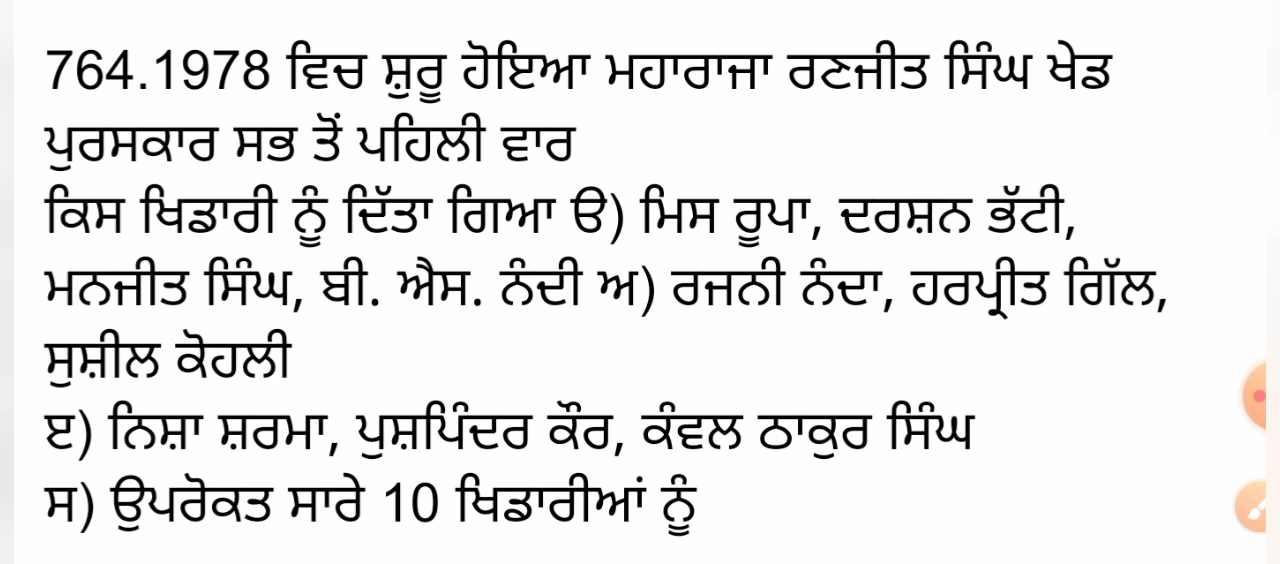 764.1978 ਵਿਚ ਸ਼ੁਰੂ ਹੋਇਆ ਮਹਾਰਾਜਾ ਰਣਜੀਤ ਸਿੰਘ ਖੇਡ
ਪੁਰਸਕਾਰ ਸਭ ਤੋਂ ਪਹਿਲੀ ਵਾਰ
ਕਿਸ ਖਿਡਾਰੀ ਨੂੰ ਦਿੱਤਾ ਗਿਆ ੳ) ਮਿਸ ਰੂਪਾ, ਦਰਸ਼ਨ ਭੱਟੀ,
ਮਨਜੀਤ ਸਿੰਘ, ਬੀ. ਐਸ. ਨੰਦੀ ਅ) ਰਜਨੀ ਨੰਦਾ, ਹਰਪ੍ਰੀਤ ਗਿੱਲ,
ਸੁਸ਼ੀਲ ਕੋਹਲੀ
ੲ) ਨਿਸ਼ਾ ਸ਼ਰਮਾ, ਪੁਸ਼ਪਿੰਦਰ ਕੌਰ, ਕੰਵਲ ਠਾਕੁਰ ਸਿੰਘ
ਸ) ਉਪਰੋਕਤ ਸਾਰੇ 10 ਖਿਡਾਰੀਆਂ ਨੂੰ